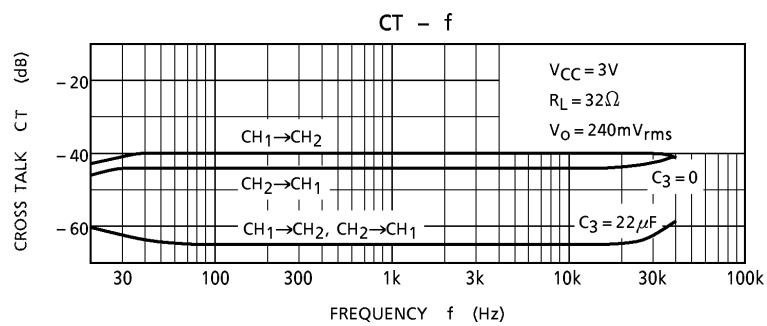 CT – f
CROSS TALK CT (dB)
−20
−40
−60
VCC = 3V
RL = 32Ω
VO = 240mVrms
CH1→CH2
CH2→CH1
C3 = 0
CH1→CH2, CH2→CH1
C3 = 22μF
30 100 300 1k 3k 10k 30k 100k
FREQUENCY f (Hz)